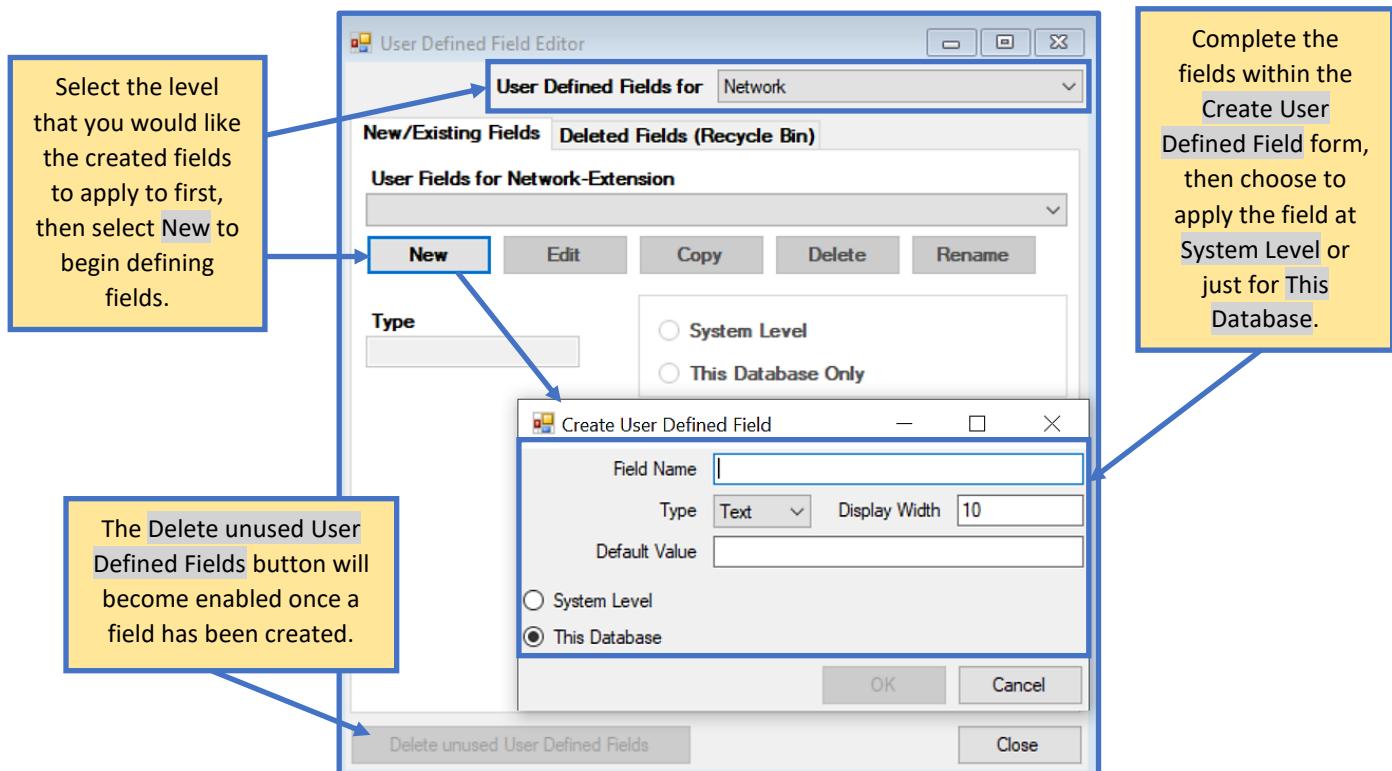 Select the level
that you would like
the created fields
to apply to first,
then select New to
begin defining
fields.
User Defined Field Editor
User Defined Fields for Network
New/Existing Fields Deleted Fields (Recycle Bin)
User Fields for Network-Extension
New Edit Copy Delete Rename
Type
System Level
This Database Only
Complete the
fields within the
Create User
Defined Field form,
then choose to
apply the field at
System Level or
just for This
Database.
Create User Defined Field
Field Name
Type Text Display Width 10
Default Value
System Level
This Database
OK Cancel
The Delete unused User
Defined Fields button will
become enabled once a
field has been created.
Delete unused User Defined Fields Close